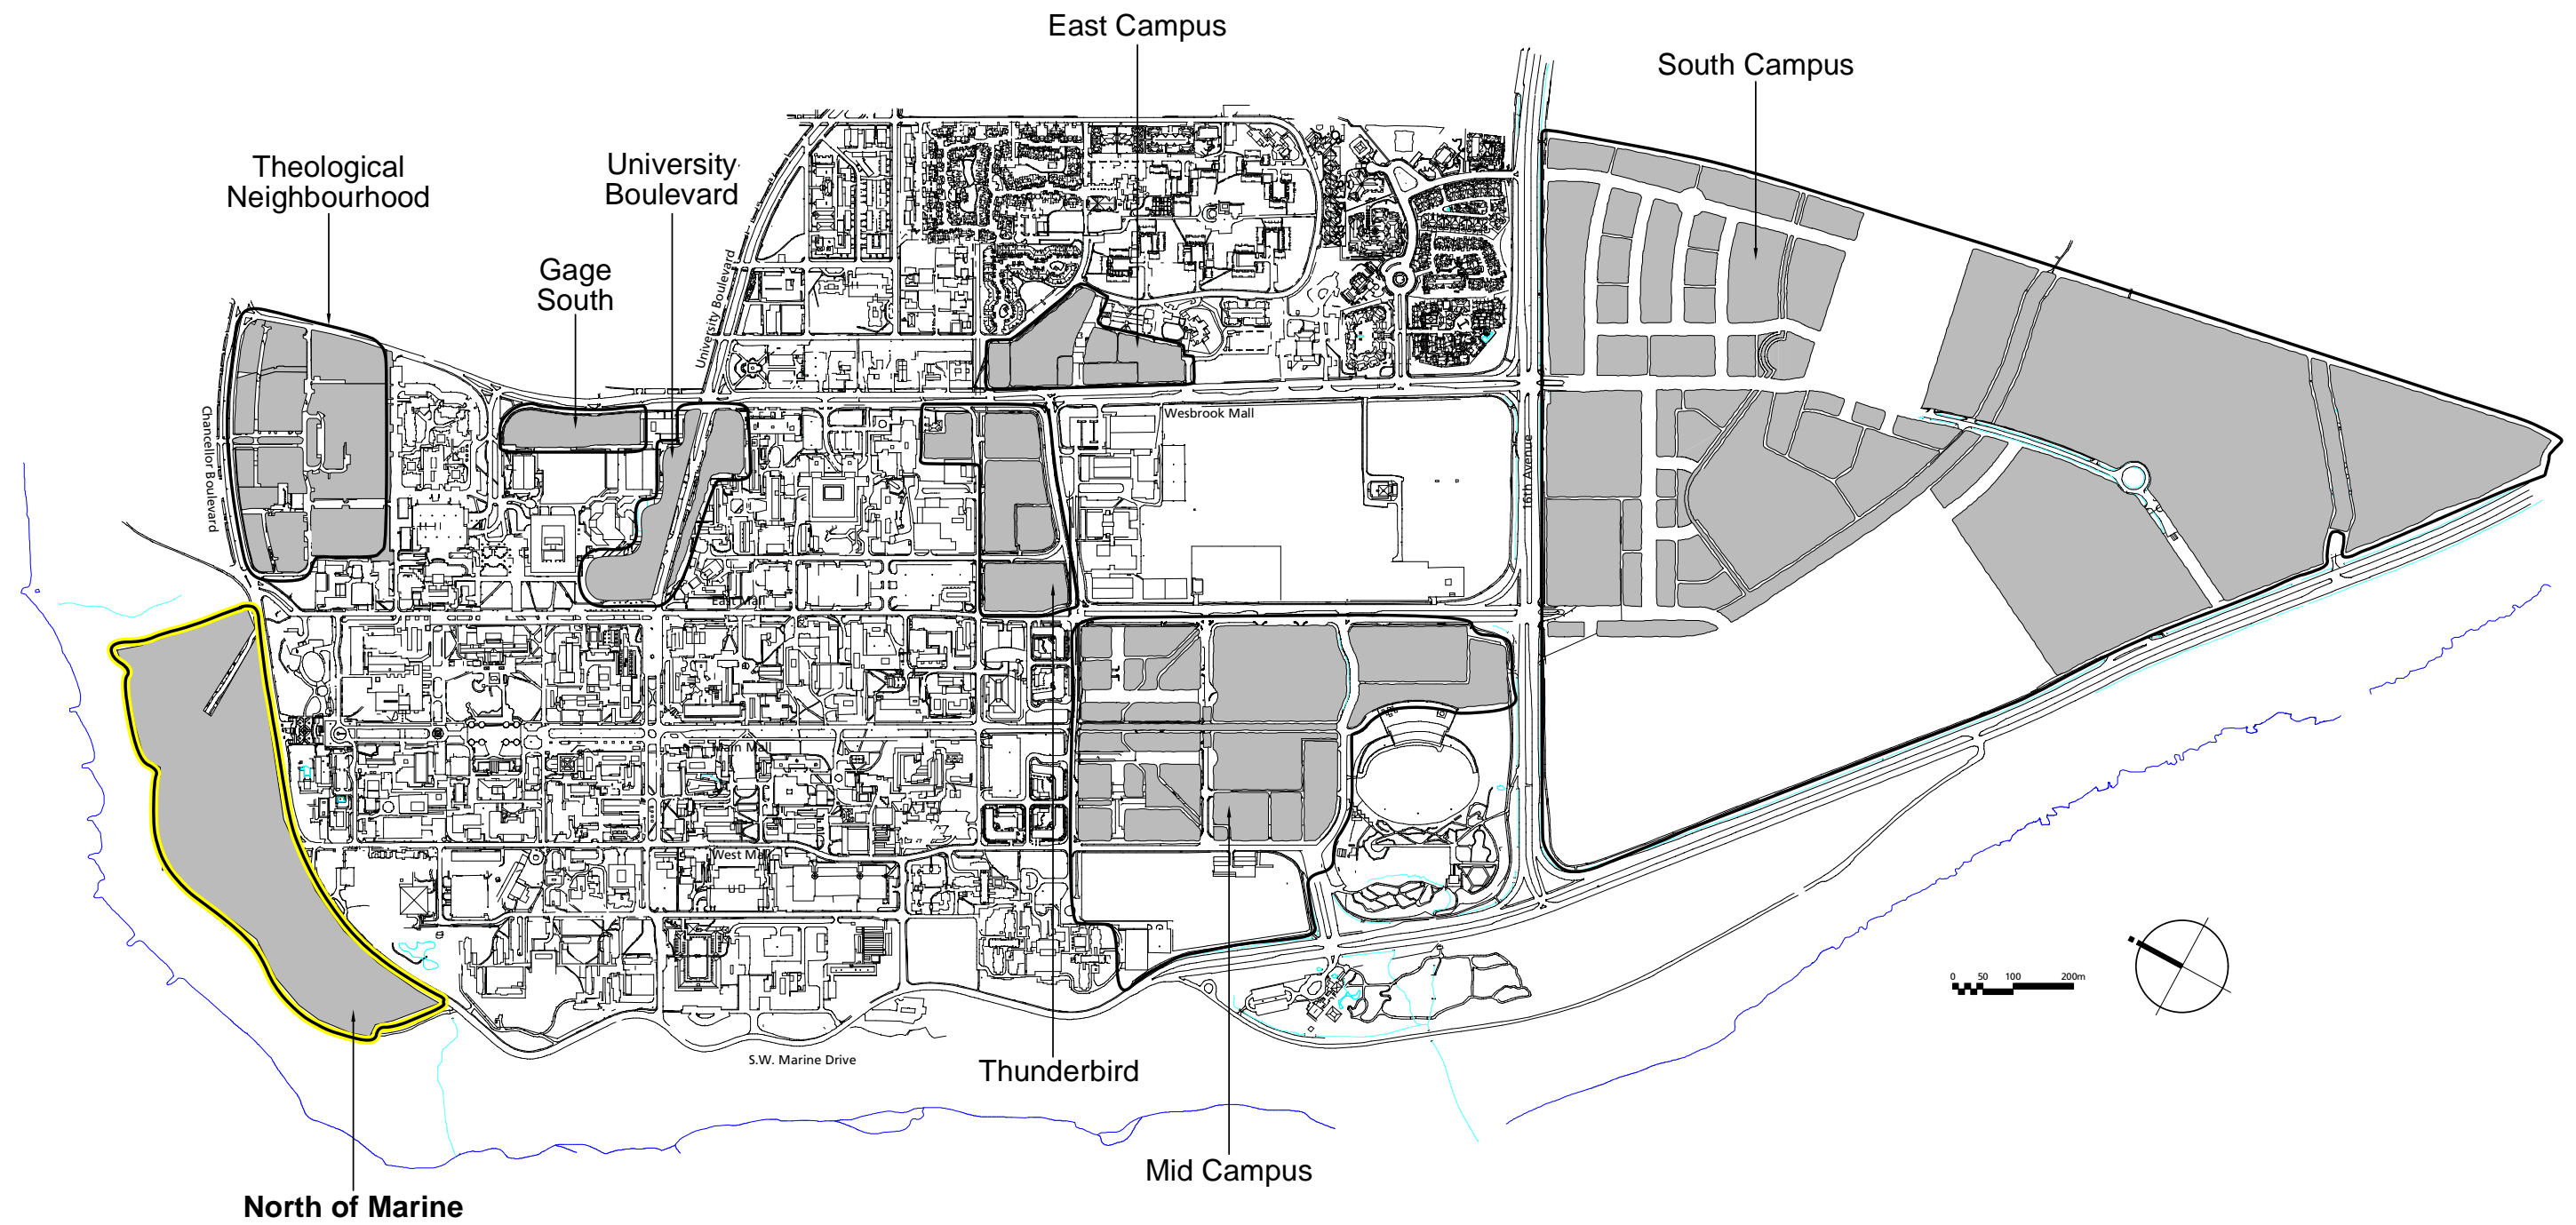 East Campus
South Campus
Theological
Neighbourhood
University
Boulevard
Gage
South
University Boulevard
Chancellor Boulevard
Wesbrook Mall
16th Avenue
East Mall
Main Mall
West Mall
S.W. Marine Drive
0 50 100 200m
Thunderbird
Mid Campus
North of Marine